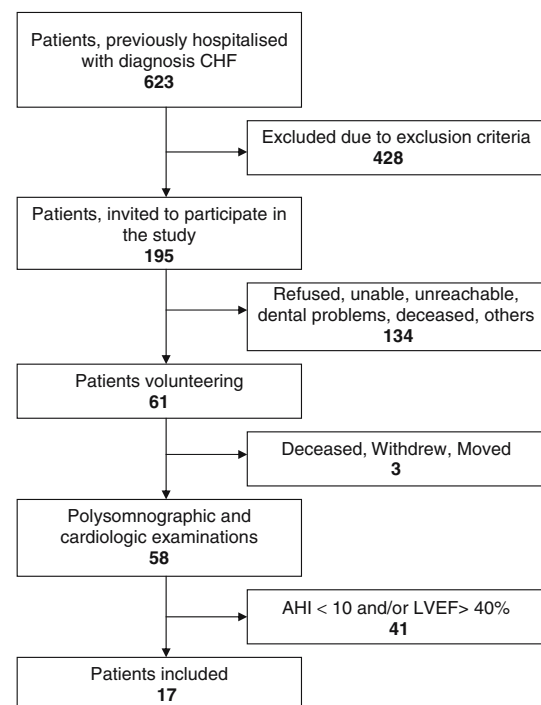 Patients, previously hospitalised
with diagnosis CHF
623
Excluded due to exclusion criteria
428
Patients, invited to participate in
the study
195
Refused, unable, unreachable,
dental problems, deceased, others
134
Patients volunteering
61
Deceased, Withdrew, Moved
3
Polysomnographic and
cardiologic examinations
58
AHI < 10 and/or LVEF> 40%
41
Patients included
17